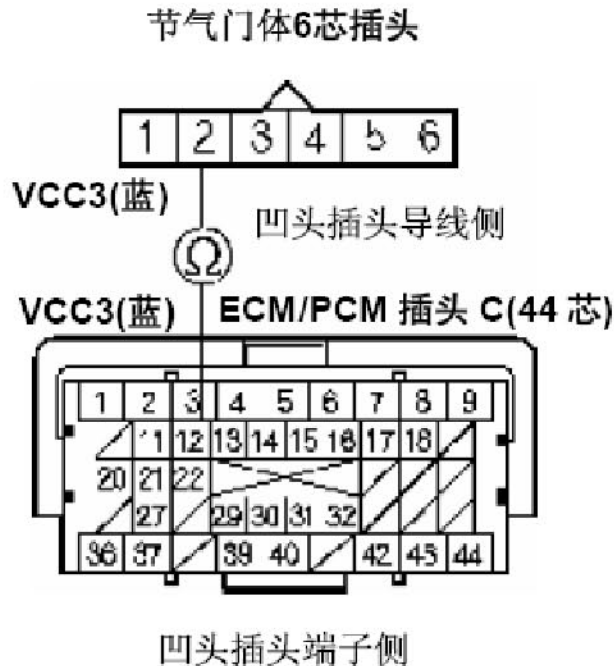 节气门体6芯插头
1 2 3 4 5 6
VCC3(蓝)
凹头插头导线侧
Ω
VCC3(蓝) ECM/PCM 插头 C(44 芯)
1 2 3 4 5 6 7 8 9
11 12 13 14 15 16 17 18
20 21 22
27 29 30 31 32
36 37 39 40 42 43 44
凹头插头端子侧